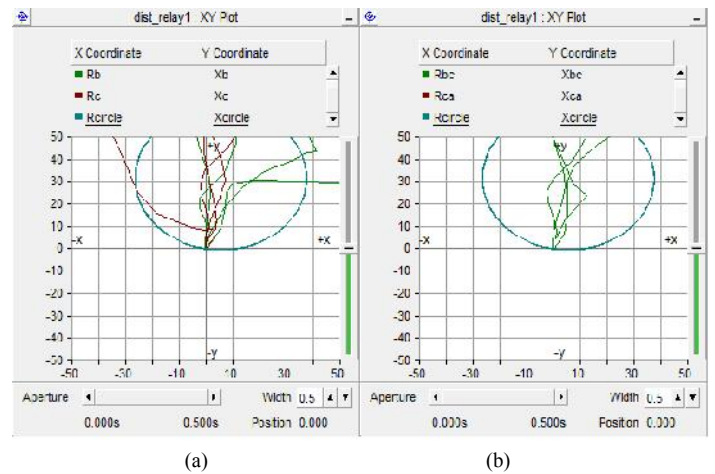 dist_relay1 : XY Plot
X Coordinate Y Coordinate
Rb Xb
Rc Xc
Rcircle Xcircle
50
40
30
20
10
0
-10
-20
-30
-40
-50
+y
-x +x
-y
-50 -30 -10 10 30 50
Aperture Width 0.5
0.000s 0.500s Position 0.000
(a)
dist_relay1 : XY Plot
X Coordinate Y Coordinate
Rbc Xbc
Rca Xca
Rcircle Xcircle
50
40
30
20
10
0
-10
-20
-30
-40
-50
+y
-x +x
-y
-50 -30 -10 10 30 50
Aperture Width 0.5
0.000s 0.500s Position 0.000
(b)